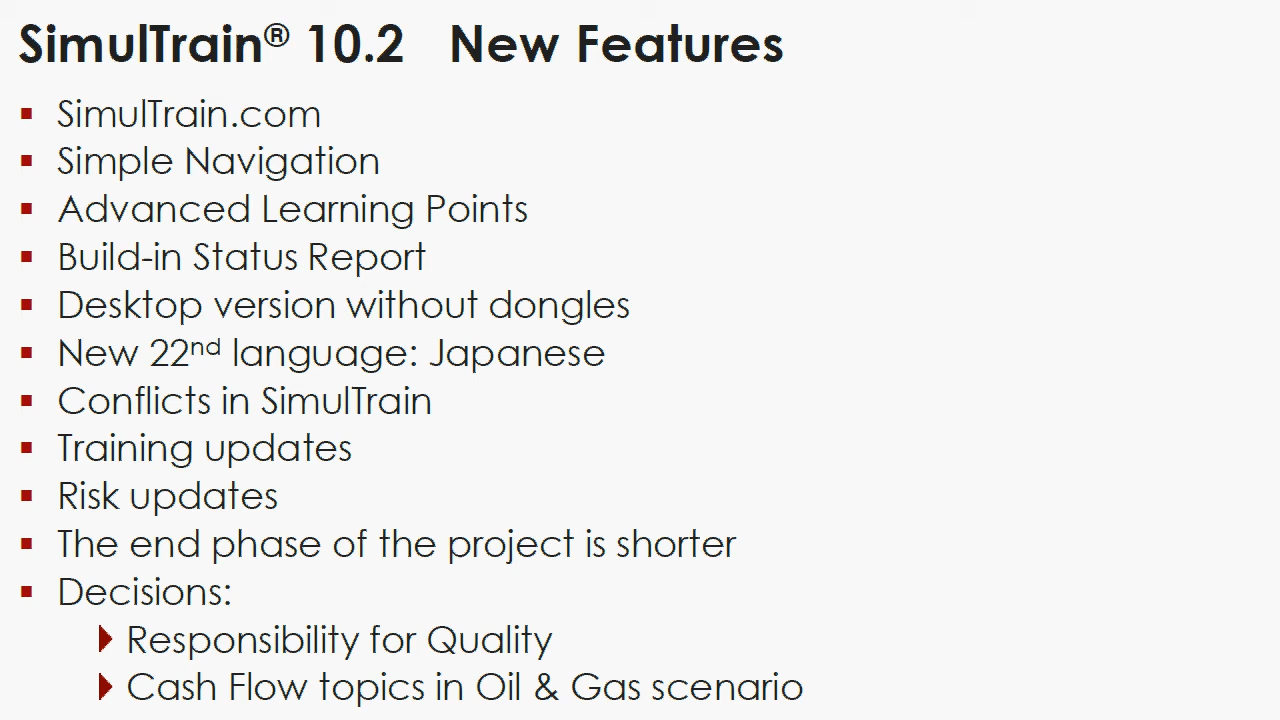 SimulTrain® 10.2 New Features
▪ SimulTrain.com
▪ Simple Navigation
▪ Advanced Learning Points
▪ Build-in Status Report
▪ Desktop version without dongles
▪ New 22nd language: Japanese
▪ Conflicts in SimulTrain
▪ Training updates
▪ Risk updates
▪ The end phase of the project is shorter
▪ Decisions:
Responsibility for Quality
Cash Flow topics in Oil & Gas scenario